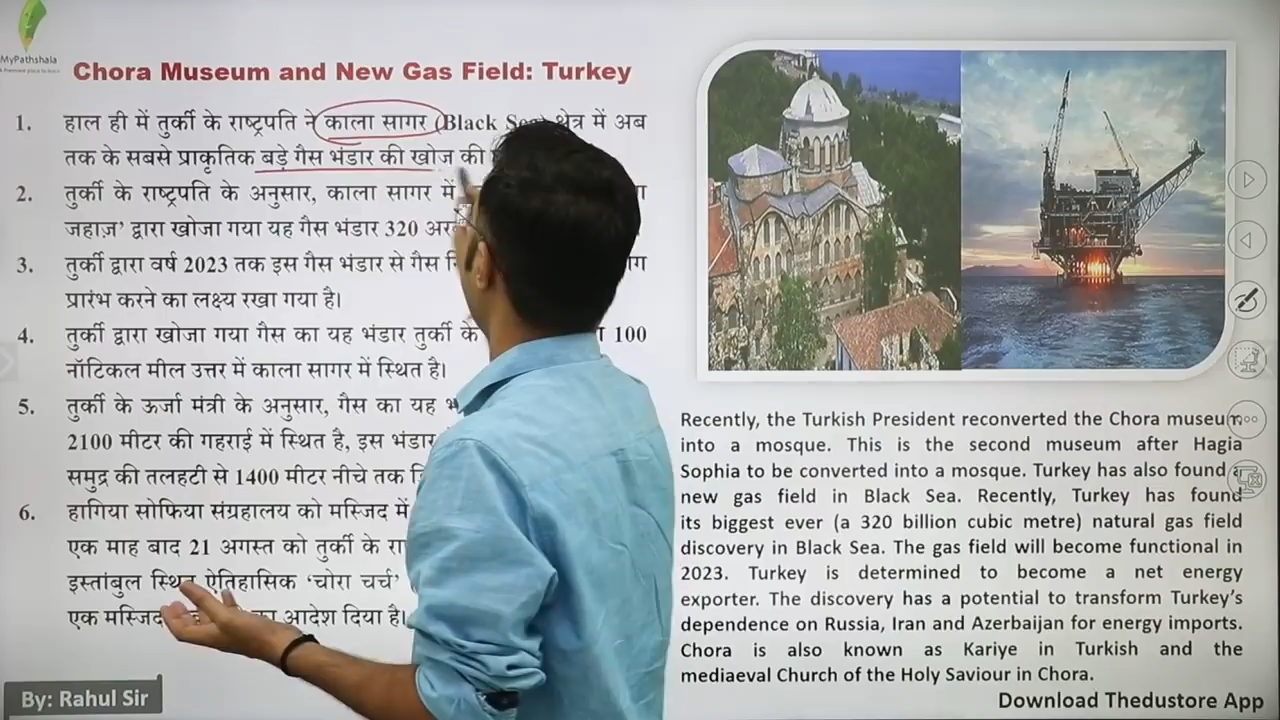 MyPathshala
Chora Museum and New Gas Field: Turkey
1. हाल ही में तुर्की के राष्ट्रपति ने काला सागर (Black Sea) क्षेत्र में अब
तक के सबसे प्राकृतिक बड़े गैस भंडार की खोज की
2. तुर्की के राष्ट्रपति के अनुसार, काला सागर में
जहाज़’ द्वारा खोजा गया यह गैस भंडार 320
3. तुर्की द्वारा वर्ष 2023 तक इस गैस भंडार से गैस
प्रारंभ करने का लक्ष्य रखा गया है।
4. तुर्की द्वारा खोजा गया गैस का यह भंडार तुर्की के 100
नॉटिकल मील उत्तर में काला सागर में स्थित है।
5. तुर्की के ऊर्जा मंत्री के अनुसार, गैस का यह
2100 मीटर की गहराई में स्थित है, इस भंडार
समुद्र की तलहटी से 1400 मीटर नीचे तक
6. हागिया सोफिया संग्रहालय को मस्जिद में
एक माह बाद 21 अगस्त को तुर्की के
इस्तांबुल स्थित ऐतिहासिक ‘चोरा चर्च’
एक मस्जिद का आदेश दिया है।
Recently, the Turkish President reconverted the Chora museum
into a mosque. This is the second museum after Hagia
Sophia to be converted into a mosque. Turkey has also found a
new gas field in Black Sea. Recently, Turkey has found
its biggest ever (a 320 billion cubic metre) natural gas field
discovery in Black Sea. The gas field will become functional in
2023. Turkey is determined to become a net energy
exporter. The discovery has a potential to transform Turkey’s
dependence on Russia, Iran and Azerbaijan for energy imports.
Chora is also known as Kariye in Turkish and the
mediaeval Church of the Holy Saviour in Chora.
By: Rahul Sir
Download Thedustore App